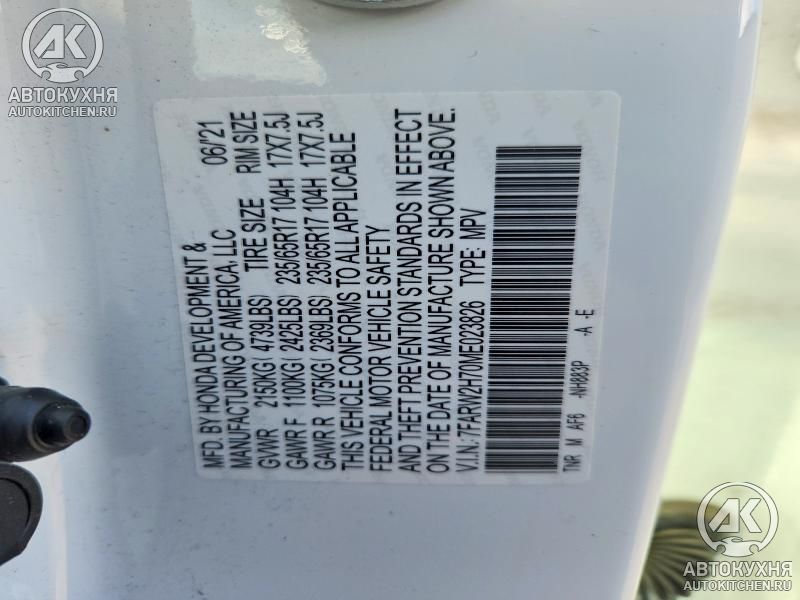 AK
АВТОКУХНЯ
AUTOKITCHEN.RU
MFD. BY HONDA DEVELOPMENT & 06/'21
MANUFACTURING OF AMERICA, LLC
GVWR 2150KG( 4739LBS) TIRE SIZE RIM SIZE
GAWR F 1100KG( 2425LBS) 235/65R17 104H 17X7.5J
GAWR R 1075KG( 2369LBS) 235/65R17 104H 17X7.5J
THIS VEHICLE CONFORMS TO ALL APPLICABLE
FEDERAL MOTOR VEHICLE SAFETY
AND THEFT PREVENTION STANDARDS IN EFFECT
ON THE DATE OF MANUFACTURE SHOWN ABOVE.
V.I.N.: 7FARW2H70ME023826 TYPE: MPV
TNR M AF6 -NH883P -A -E
AK
АВТОКУХНЯ
AUTOKITCHEN.RU